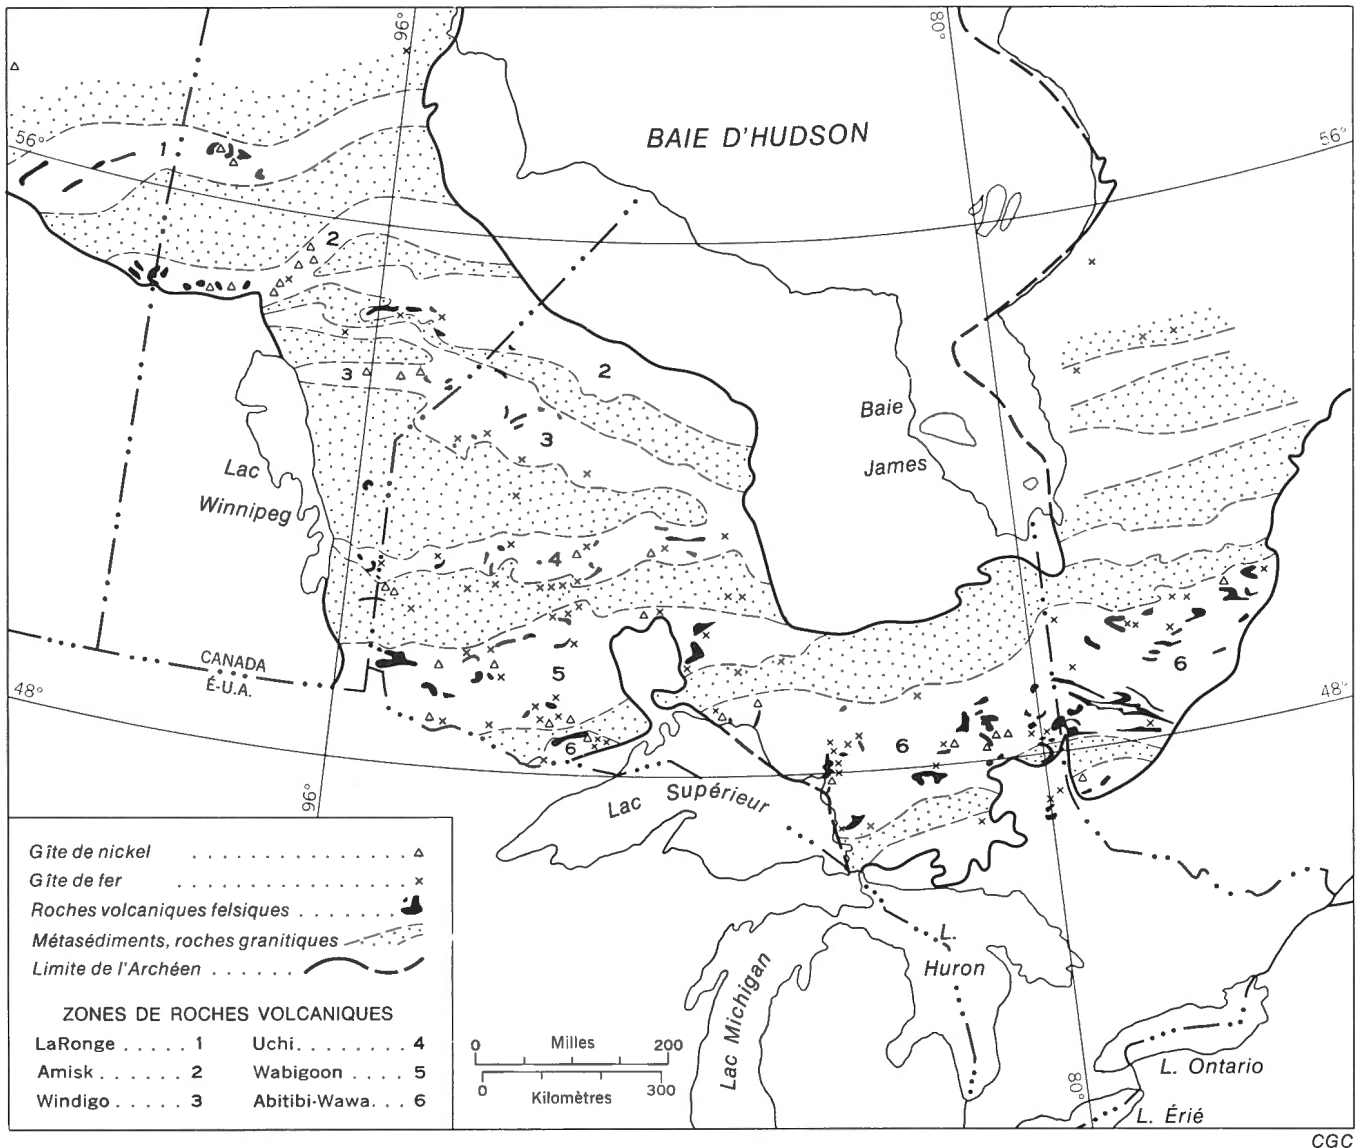 96°
80°
BAIE D'HUDSON
56°
56°
1
2
2
3
3
Baie
James
Lac
Winnipeg
4
5
6
6
6
CANADA
É-U.A.
48°
48°
96°
Lac Supérieur
L.
Huron
Lac Michigan
80°
L. Ontario
L. Érié
Gîte de nickel . . . . . . . . . . . . . . . . △
Gîte de fer . . . . . . . . . . . . . . . . . x
Roches volcaniques felsiques . . . . . . . .
Métasédiments, roches granitiques
Limite de l'Archéen . . . . . .
ZONES DE ROCHES VOLCANIQUES
LaRonge . . . . . 1 Uchi. . . . . . . . 4
Amisk . . . . . . 2 Wabigoon . . . . 5
Windigo . . . . . 3 Abitibi-Wawa. . . 6
0 Milles 200
0 Kilomètres 300
CGC